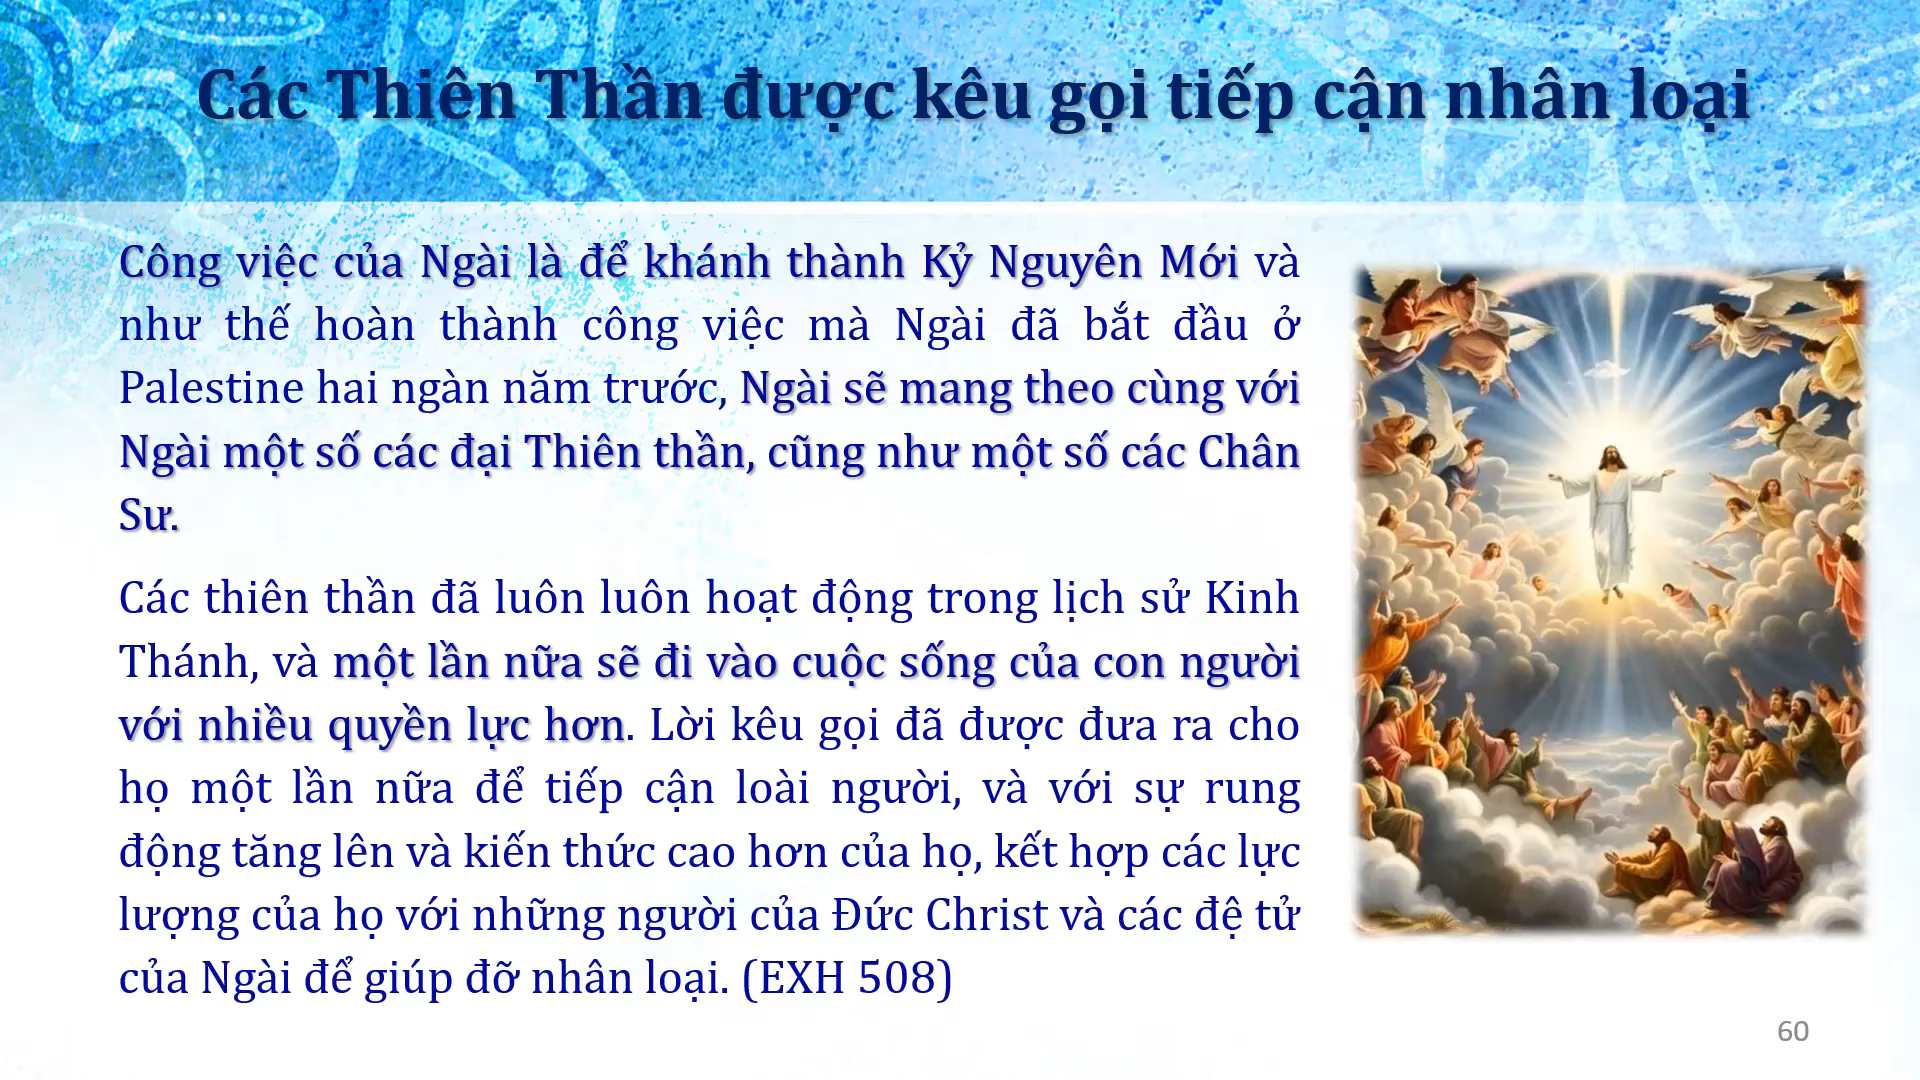 Các Thiên Thần được kêu gọi tiếp cận nhân loại
Công việc của Ngài là để khánh thành Kỷ Nguyên Mới và
như thế hoàn thành công việc mà Ngài đã bắt đầu ở
Palestine hai ngàn năm trước, Ngài sẽ mang theo cùng với
Ngài một số các đại Thiên thần, cũng như một số các Chân
Sư.
Các thiên thần đã luôn luôn hoạt động trong lịch sử Kinh
Thánh, và một lần nữa sẽ đi vào cuộc sống của con người
với nhiều quyền lực hơn. Lời kêu gọi đã được đưa ra cho
họ một lần nữa để tiếp cận loài người, và với sự rung
động tăng lên và kiến thức cao hơn của họ, kết hợp các lực
lượng của họ với những người của Đức Christ và các đệ tử
của Ngài để giúp đỡ nhân loại. (EXH 508)
60